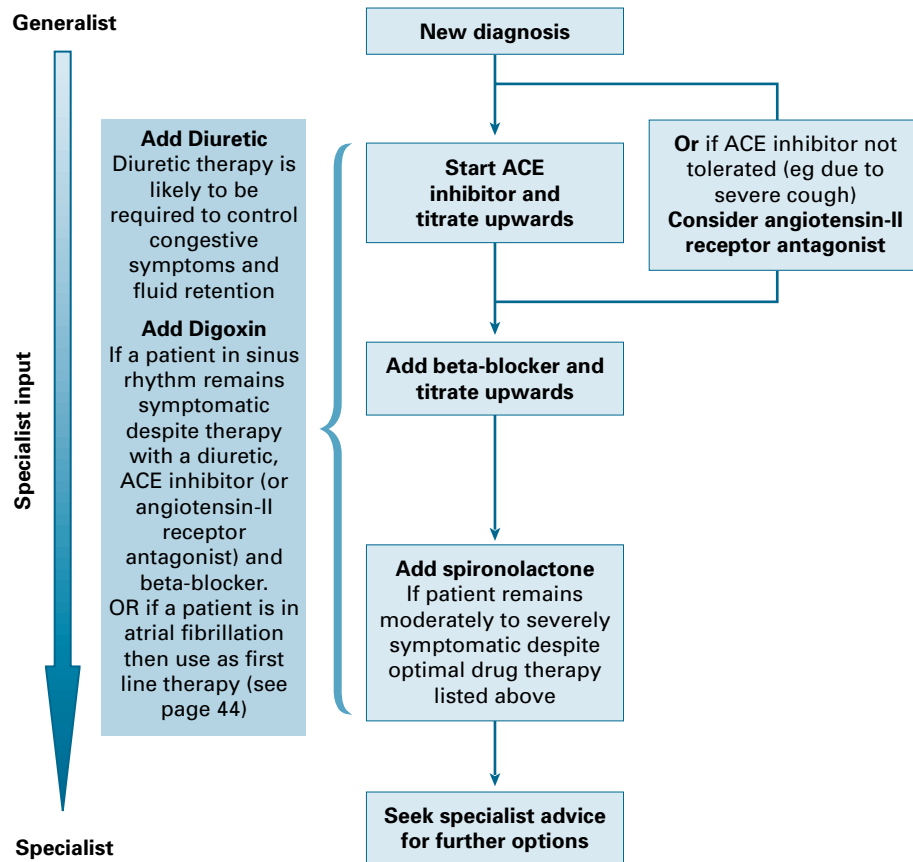 Generalist
New diagnosis
Specialist input
Add Diuretic
Diuretic therapy is
likely to be
required to control
congestive
symptoms and
fluid retention
Add Digoxin
If a patient in sinus
rhythm remains
symptomatic
despite therapy
with a diuretic,
ACE inhibitor (or
angiotensin-II
receptor
antagonist) and
beta-blocker.
OR if a patient is in
atrial fibrillation
then use as first
line therapy (see
page 44)
Start ACE
inhibitor and
titrate upwards
Or if ACE inhibitor not
tolerated (eg due to
severe cough)
Consider angiotensin-II
receptor antagonist
Add beta-blocker and
titrate upwards
Add spironolactone
If patient remains
moderately to severely
symptomatic despite
optimal drug therapy
listed above
Seek specialist advice
for further options
Specialist